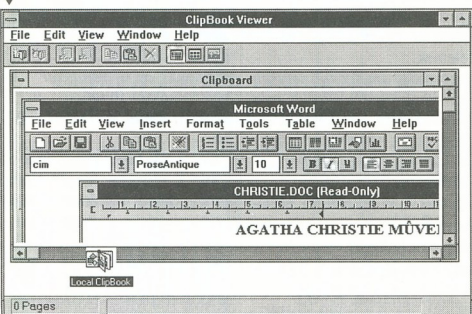 ClipBook Viewer
File Edit View Window Help
Clipboard
Microsoft Word
File Edit View Insert Format Tools Table Window Help
cim ProseAntique 10 B I U
CHRISTIE.DOC (Read-Only)
AGATHA CHRISTIE MÛVE
Local ClipBook
0 Pages